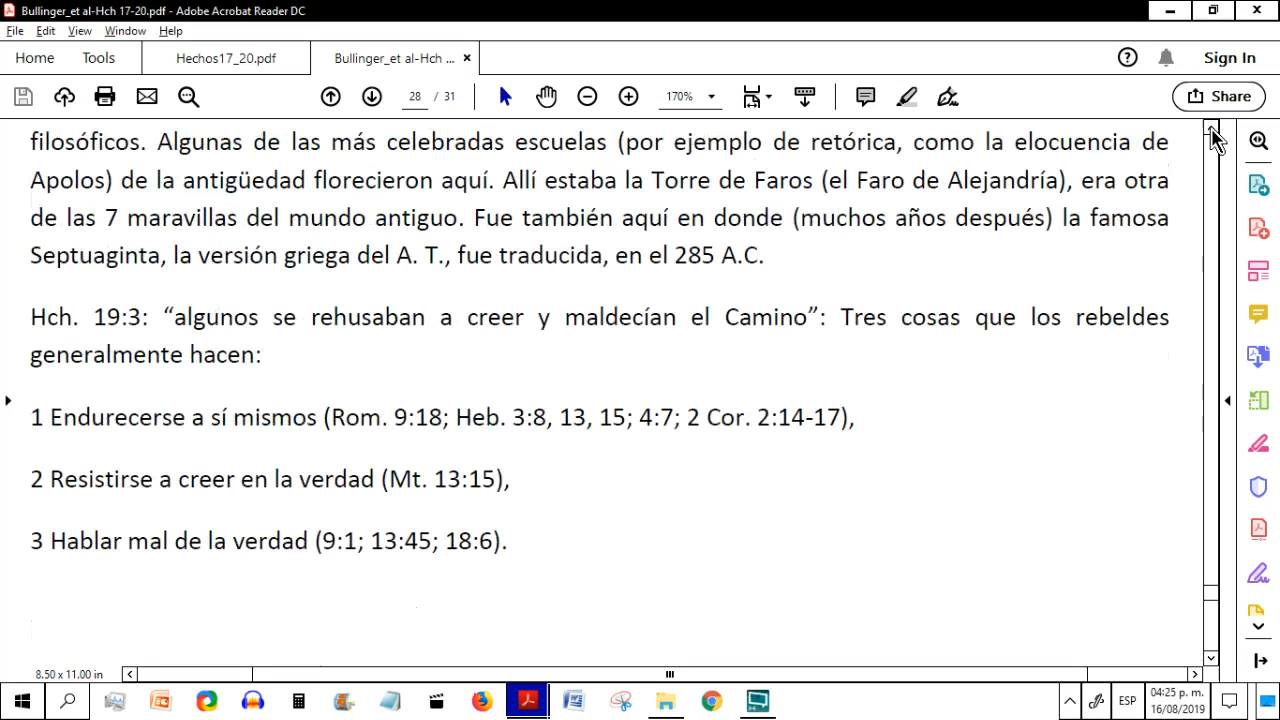 Bullinger_et al-Hch 17-20.pdf - Adobe Acrobat Reader DC
File Edit View Window Help
Home Tools Hechos17_20.pdf Bullinger_et al-Hch ... × Sign In
28 / 31 170% Share
filosóficos. Algunas de las más celebradas escuelas (por ejemplo de retórica, como la elocuencia de
Apolos) de la antigüedad florecieron aquí. Allí estaba la Torre de Faros (el Faro de Alejandría), era otra
de las 7 maravillas del mundo antiguo. Fue también aquí en donde (muchos años después) la famosa
Septuaginta, la versión griega del A. T., fue traducida, en el 285 A.C.
Hch. 19:3: “algunos se rehusaban a creer y maldecían el Camino”: Tres cosas que los rebeldes
generalmente hacen:
1 Endurecerse a sí mismos (Rom. 9:18; Heb. 3:8, 13, 15; 4:7; 2 Cor. 2:14-17),
2 Resistirse a creer en la verdad (Mt. 13:15),
3 Hablar mal de la verdad (9:1; 13:45; 18:6).
8.50 x 11.00 in
ESP 04:25 p. m.
16/08/2019